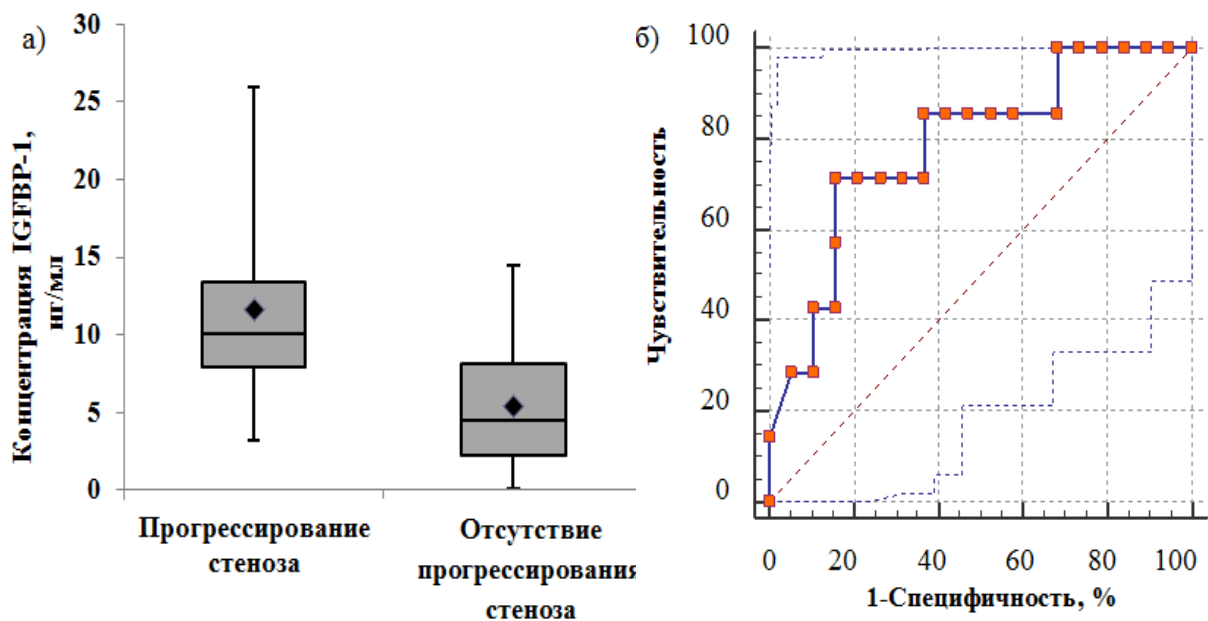 а)
Концентрация IGFBP-1,
нг/мл
30
25
20
15
10
5
0
Прогрессирование
стеноза
Отсутствие
прогрессирования
стеноза
б)
Чувствительность
100
80
60
40
20
0
0 20 40 60 80 100
1-Специфичность, %